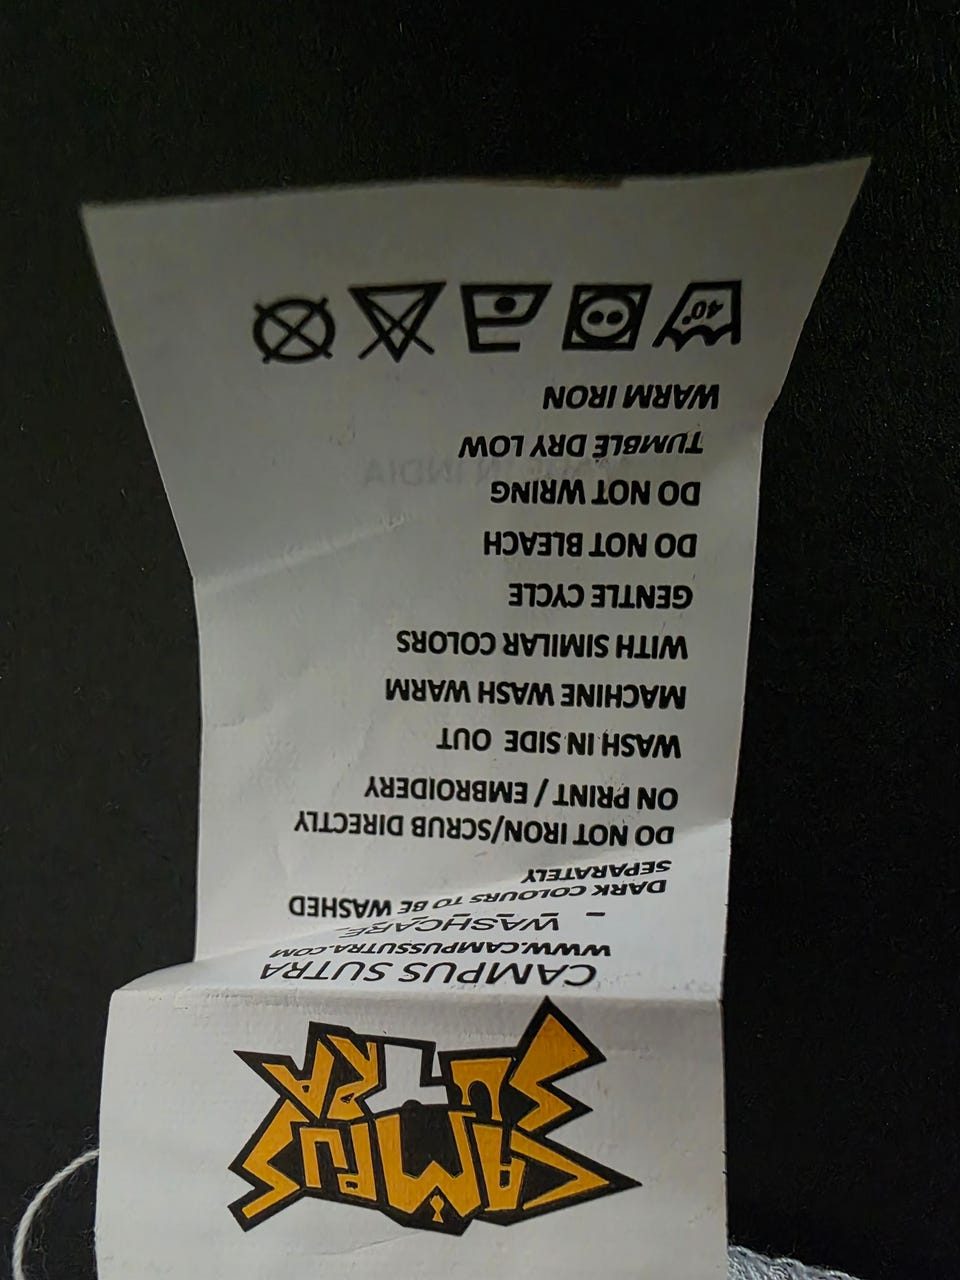 CAMPUS
SUTRA
CAMPUS SUTRA
WWW.CAMPUSSUTRA.COM
WASHCARE
DARK COLOURS TO BE WASHED
SEPARATELY
DO NOT IRON/SCRUB DIRECTLY
ON PRINT / EMBROIDERY
WASH IN SIDE OUT
MACHINE WASH WARM
WITH SIMILAR COLORS
GENTLE CYCLE
DO NOT BLEACH
DO NOT WRING
TUMBLE DRY LOW
WARM IRON
40°